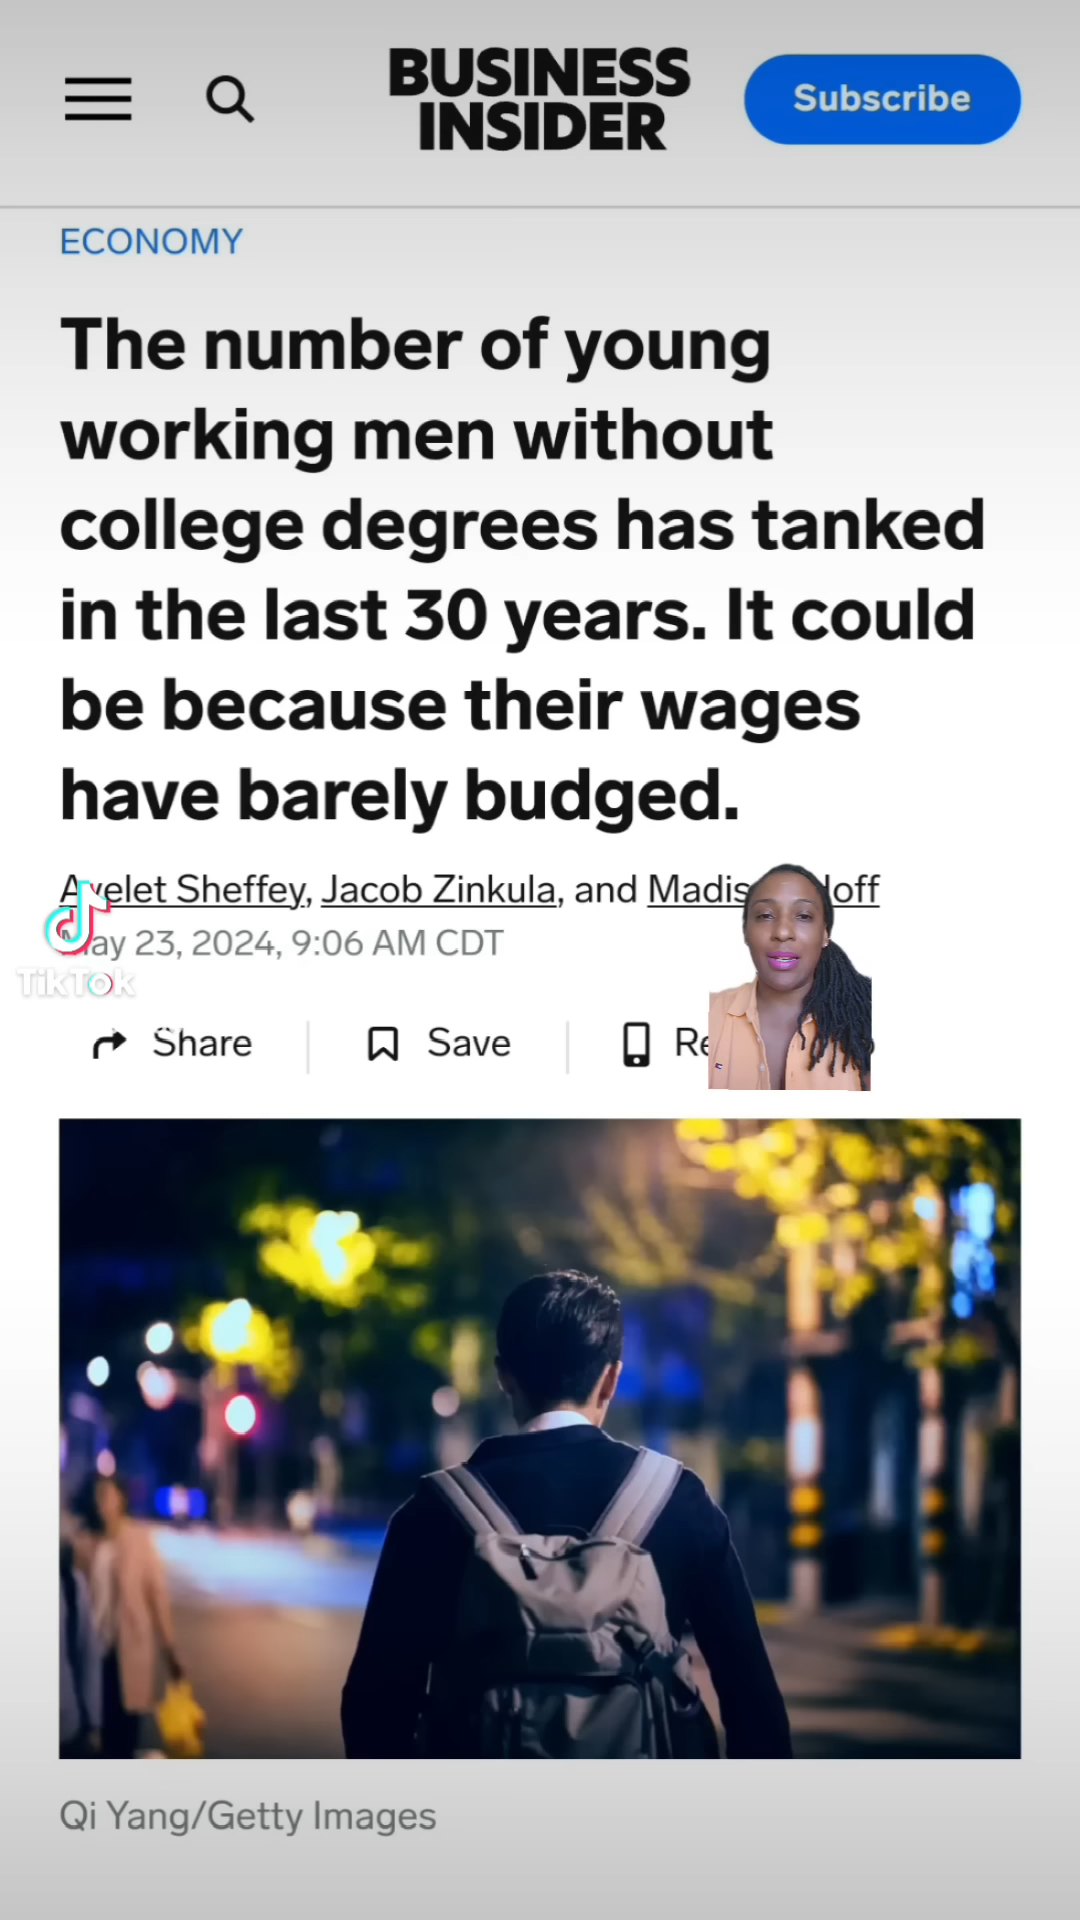 BUSINESS
INSIDER
Subscribe
ECONOMY
The number of young
working men without
college degrees has tanked
in the last 30 years. It could
be because their wages
have barely budged.
Sheffey, Jacob Zinkula, and
23, 2024, 9:06 AM CDT
TikTok
Share
Save
Qi Yang/Getty Images